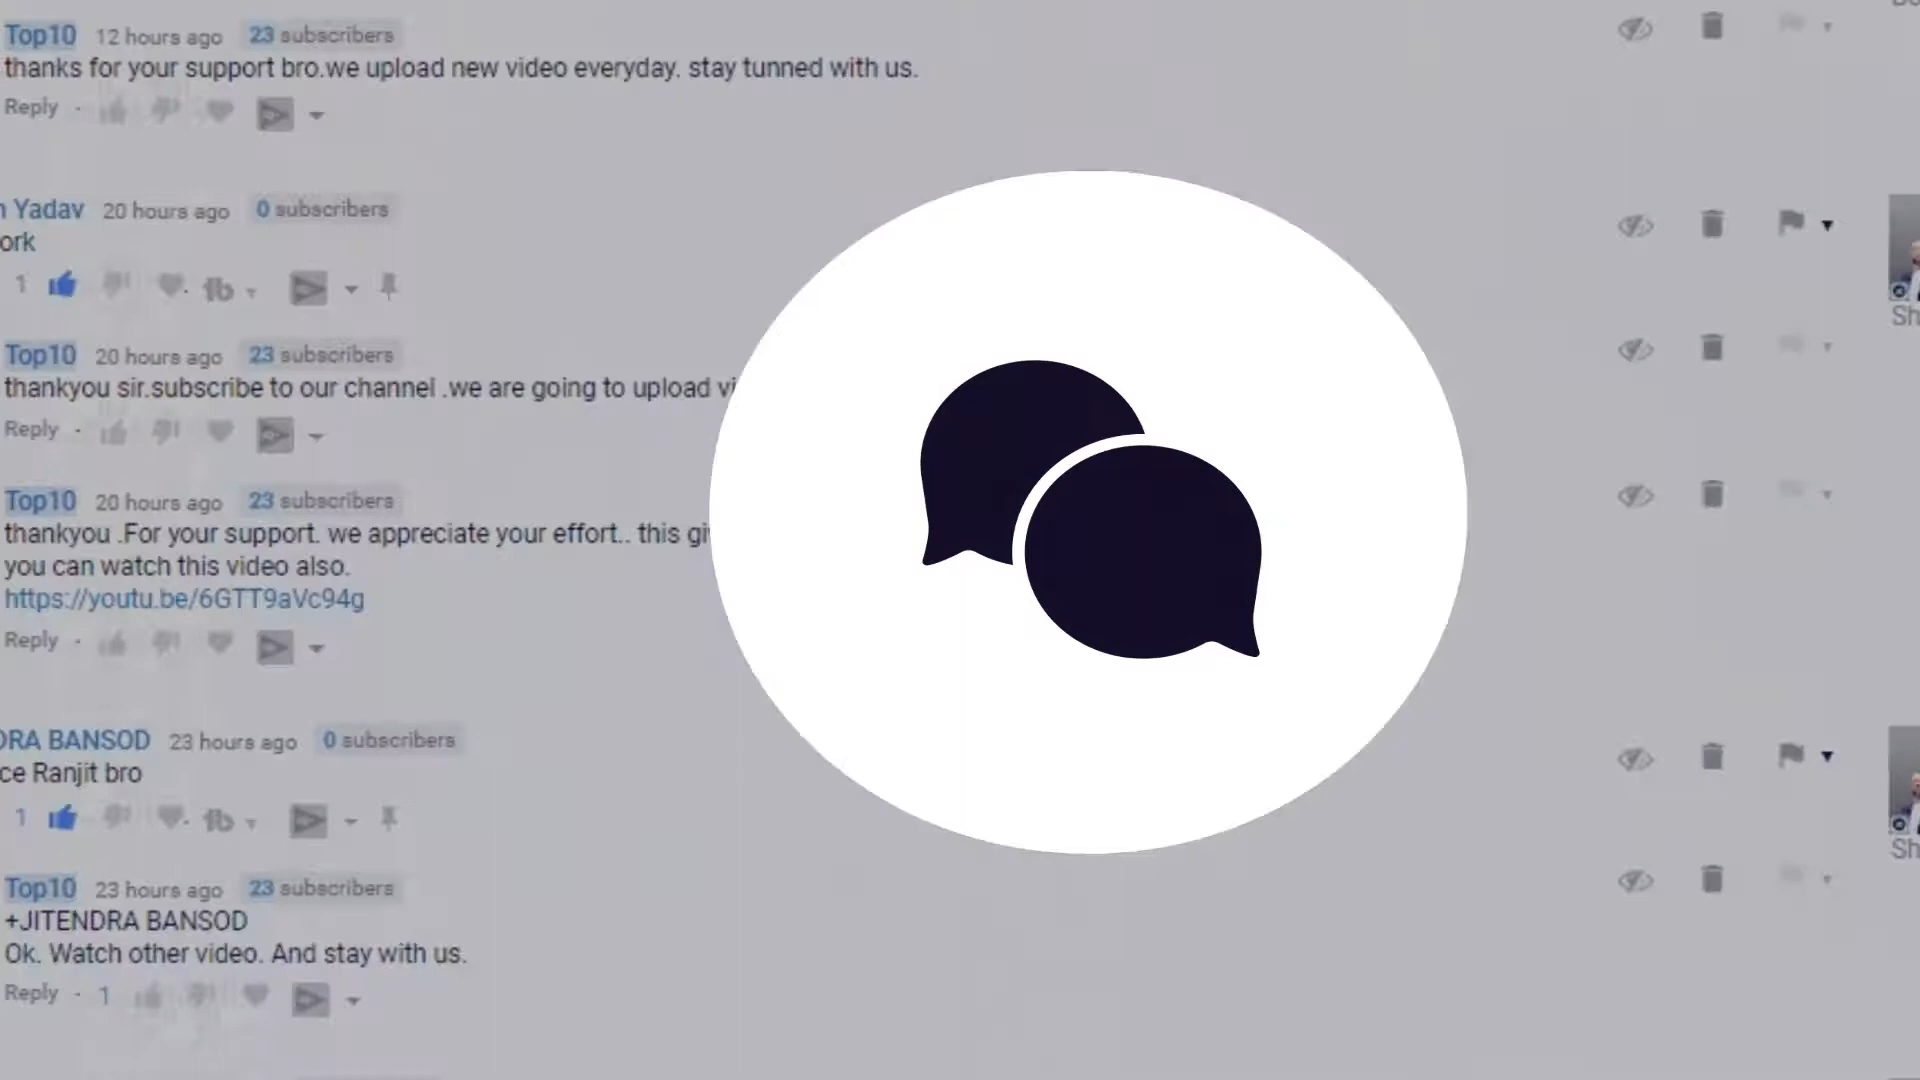 Top10 12 hours ago 23 subscribers
thanks for your support bro.we upload new video everyday. stay tunned with us.
Reply
Yadav 20 hours ago 0 subscribers
ork
1
Top10 20 hours ago 23 subscribers
thankyou sir.subscribe to our channel .we are going to upload vi
Reply
Top10 20 hours ago 23 subscribers
thankyou .For your support. we appreciate your effort.. this gi
you can watch this video also.
https://youtu.be/6GTT9aVc94g
Reply
DRA BANSOD 23 hours ago 0 subscribers
ce Ranjit bro
1
Top10 23 hours ago 23 subscribers
+JITENDRA BANSOD
Ok. Watch other video. And stay with us.
Reply · 1
Sh
Sh